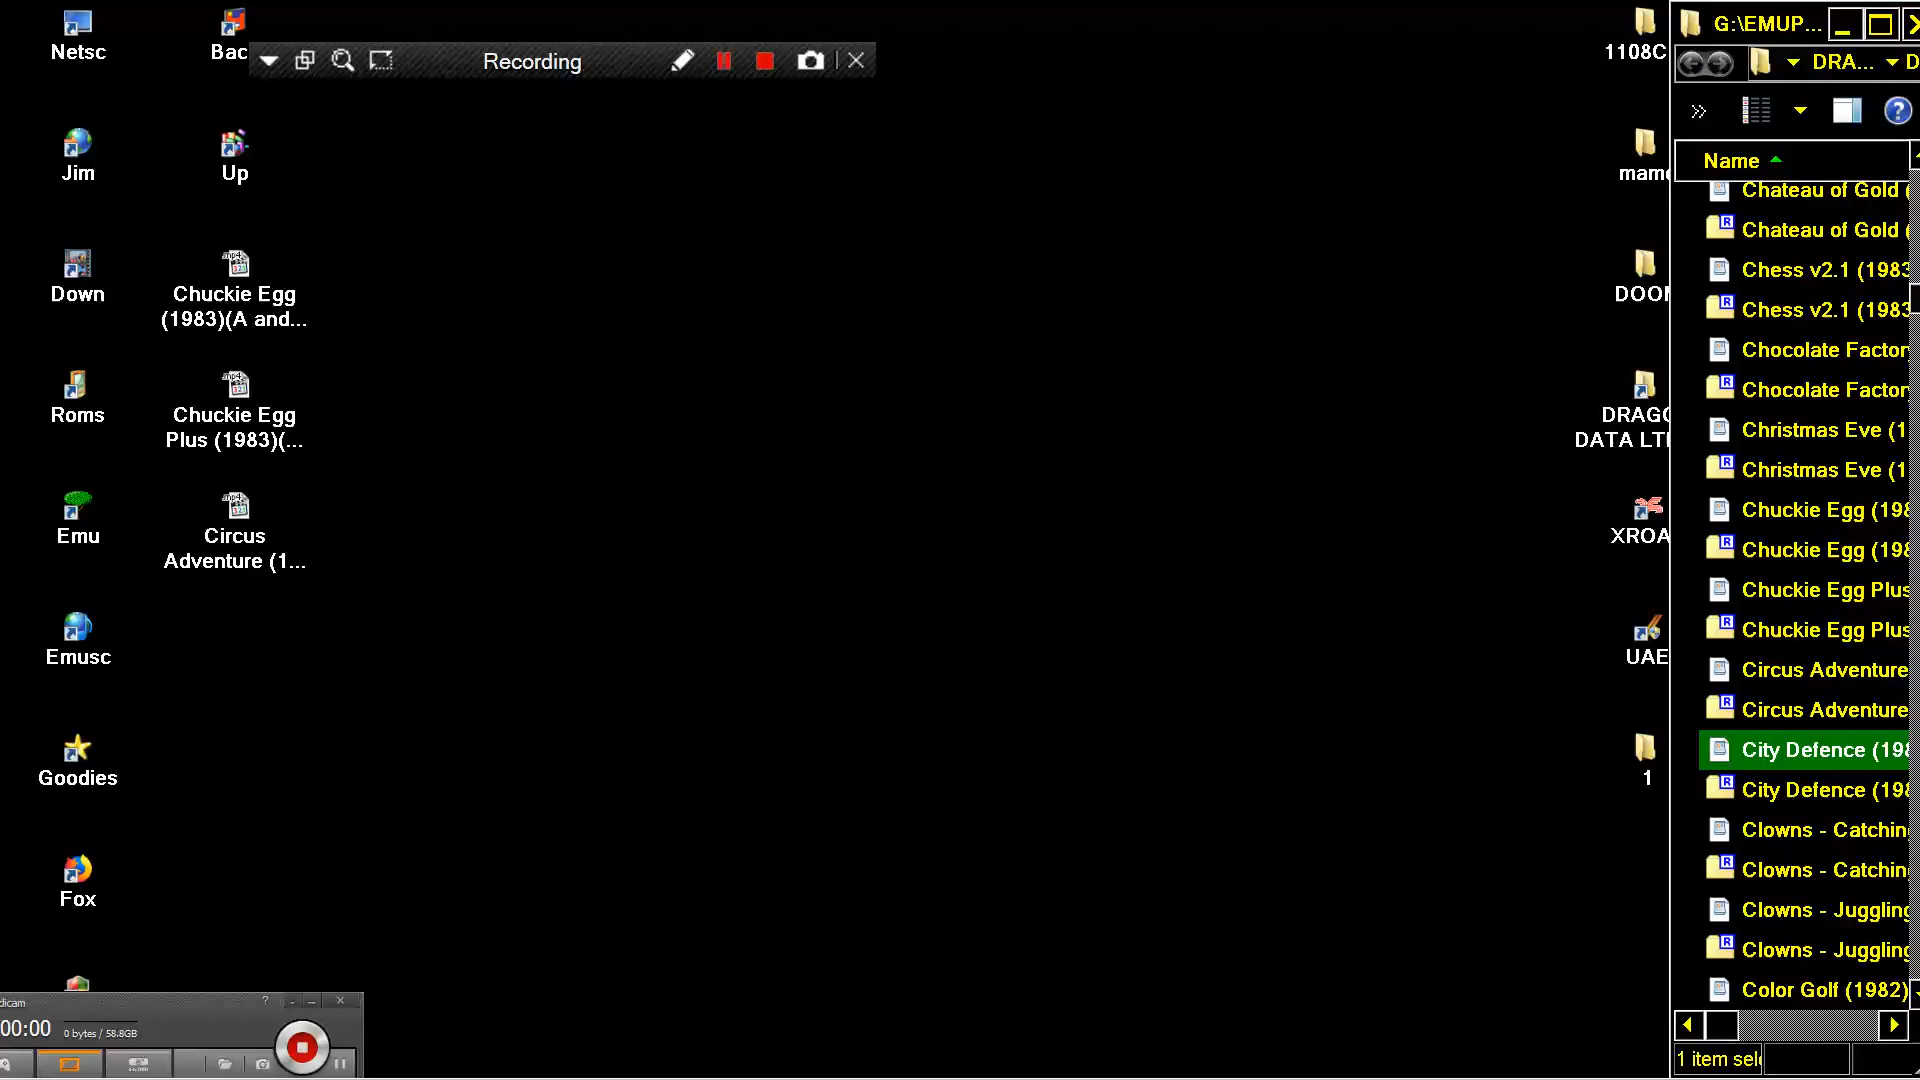 Netsc
Bac
Recording
Jim
Up
Down
Chuckie Egg
(1983)(A and...
Roms
Chuckie Egg
Plus (1983)(...
Emu
Circus
Adventure (1...
Emusc
Goodies
Fox
dicam
00:00
0 bytes / 58.8GB
1108C
mame
DRAGO
DATA LT
XROA
UAE
1
G:\EMUP...
DRA...
D
Name
Chateau of Gold (
Chateau of Gold (
Chess v2.1 (1983
Chess v2.1 (1983
Chocolate Factor
Chocolate Factor
Christmas Eve (1
Christmas Eve (1
Chuckie Egg (198
Chuckie Egg (198
Chuckie Egg Plus
Chuckie Egg Plus
Circus Adventure
Circus Adventure
City Defence (198
City Defence (198
Clowns - Catching
Clowns - Catching
Clowns - Juggling
Clowns - Juggling
Color Golf (1982)
1 item sel